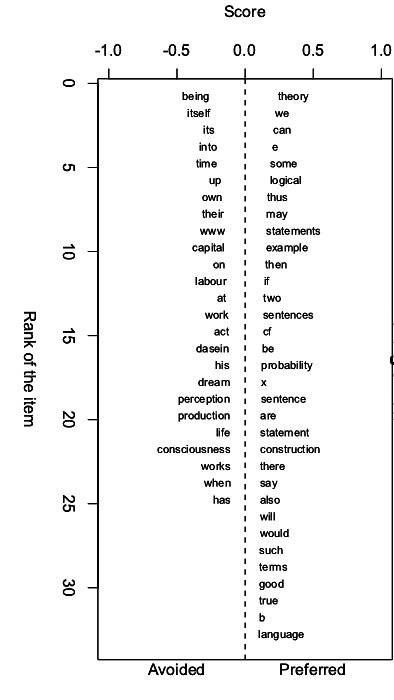 Score
-1.0 -0.5 0.0 0.5 1.0
0
being theory
itself we
its can
into e
time some
5
up logical
own thus
their may
www statements
capital example
10
on then
labour if
at two
work sentences
act cf
15
dasein be
his probability
dream x
perception sentence
production are
20
life statement
consciousness construction
works there
when say
has also
25
will
would
such
terms
good
30
true
b
language
Rank of the item
Avoided Preferred